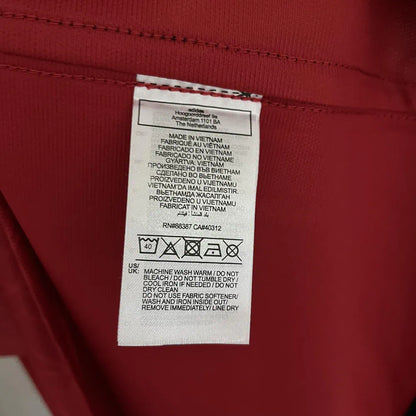 adidas
Hoogoorddreef 9a
Amsterdam 1101 BA
The Netherlands
MADE IN VIETNAM
FABRIQUÉ AU VIETNAM
FABRICADO EN VIETNAM
FABRICADO NO VIETNAM
GYÁRTVA: VIETNAM
ПРОИЗВЕДЕНО ВЪВ ВИЕТНАМ
СДЕЛАНО ВО ВЬЕТНАМЕ
PROIZVEDENO U VIJETNAMU
VIETNAM'DA IMAL EDILMISTIR.
ВЬЕТНАМДА ЖАСАЛҒАН
PROIZVEDENO U VIJETNAMU
FABRICAT IN VIETNAM
RN#88387 CA#40312
40
US/
UK:
MACHINE WASH WARM / DO NOT
BLEACH / DO NOT TUMBLE DRY /
COOL IRON IF NEEDED / DO NOT
DRY CLEAN
DO NOT USE FABRIC SOFTENER/
WASH AND IRON INSIDE OUT/
REMOVE IMMEDIATELY/ LINE DRY